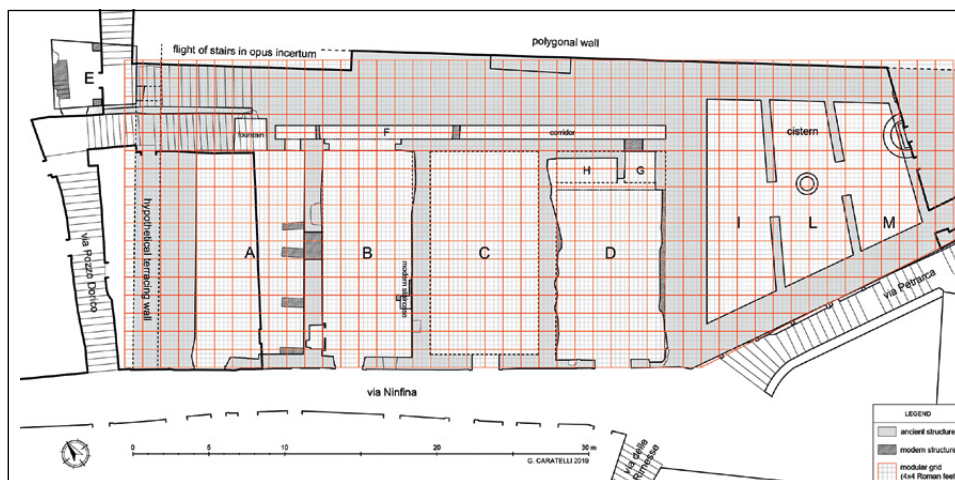 polygonal wall
flight of stairs in opus incertum
E
fountain
F
corridor
cistern
H
G
hypothetical terracing wall
via Pozzo Dorico
A
B
C
D
I
L
M
modern staircase
via Petrarca
via Ninfina
LEGEND
ancient structure
modern structure
modular grid
(4x4 Roman feet
0
5
10
20
30 m
G. CARATELLI 2019
via delle
Rimesse